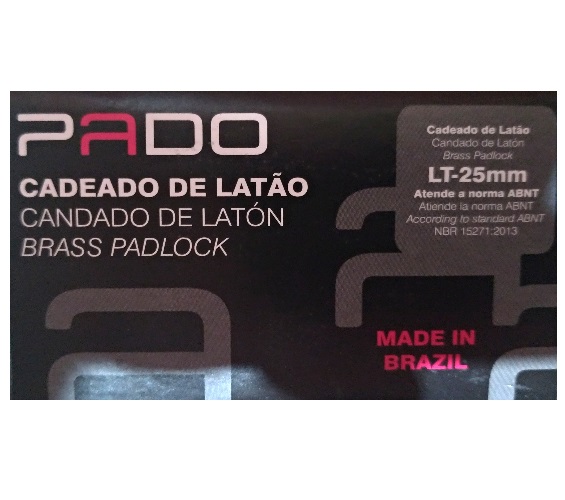 PADO
CADEADO DE LATÃO
CANDADO DE LATÓN
BRASS PADLOCK
Cadeado de Latão
Candado de Latón
Brass Padlock
LT-25mm
Atende a norma ABNT
Atiende la norma ABNT
According to standard ABNT
NBR 15271:2013
MADE IN
BRAZIL